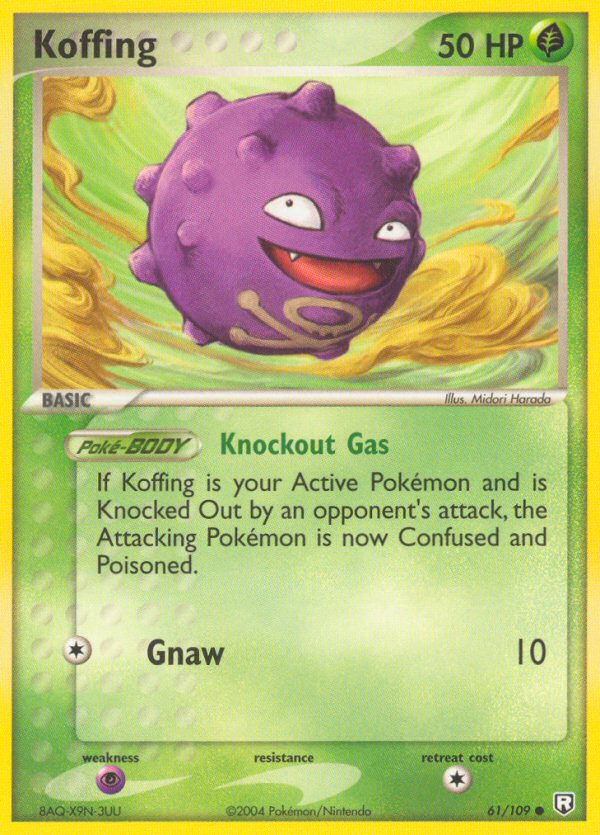 Koffing 50 HP
BASIC Illus. Midori Harada
Poké-BODY Knockout Gas
If Koffing is your Active Pokémon and is
Knocked Out by an opponent's attack, the
Attacking Pokémon is now Confused and
Poisoned.
Gnaw 10
weakness resistance retreat cost
8AQ-X9N-3UU ©2004 Pokémon/Nintendo 61/109 ●
R